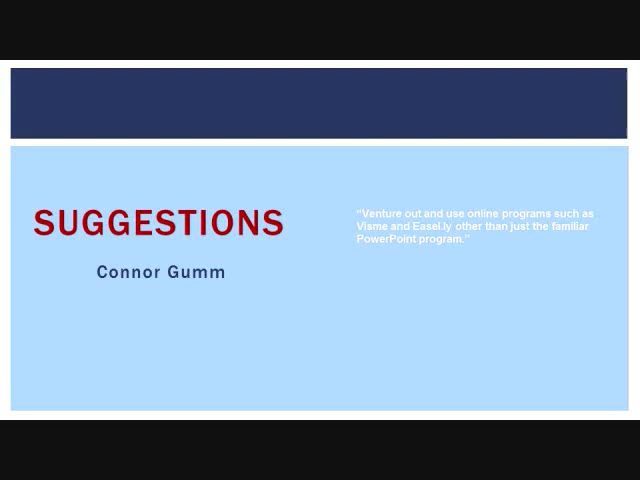 SUGGESTIONS
Connor Gumm
“Venture out and use online programs such as
Visme and Easel.ly other than just the familiar
PowerPoint program.”